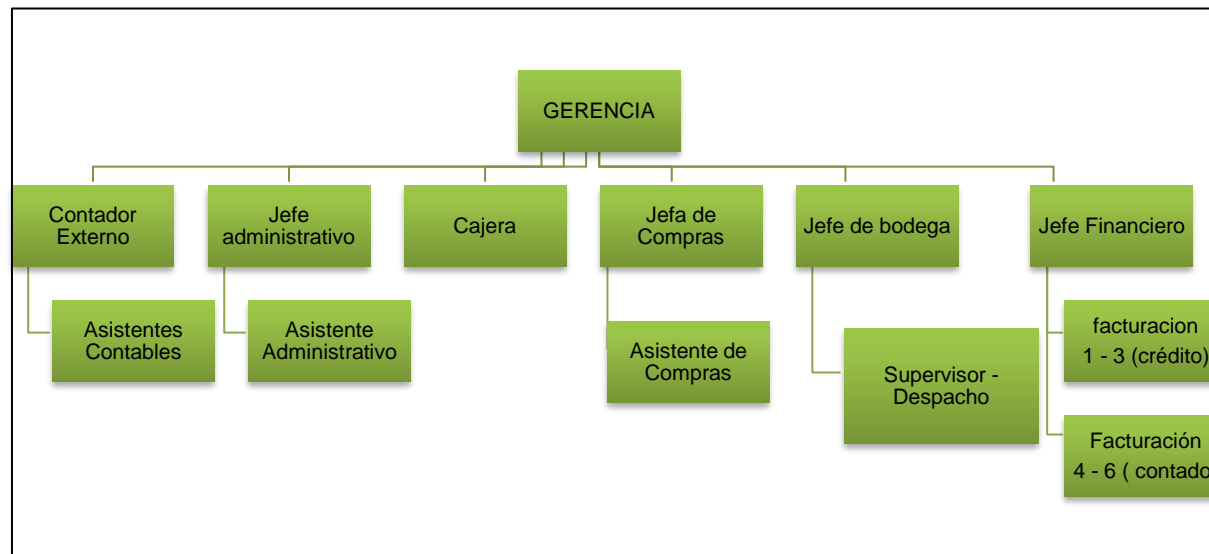 GERENCIA
Contador
Externo
Jefe
administrativo
Cajera
Jefa de
Compras
Jefe de bodega
Jefe Financiero
Asistentes
Contables
Asistente
Administrativo
Asistente de
Compras
Supervisor -
Despacho
facturacion
1 - 3 (crédito)
Facturación
4 - 6 ( contado